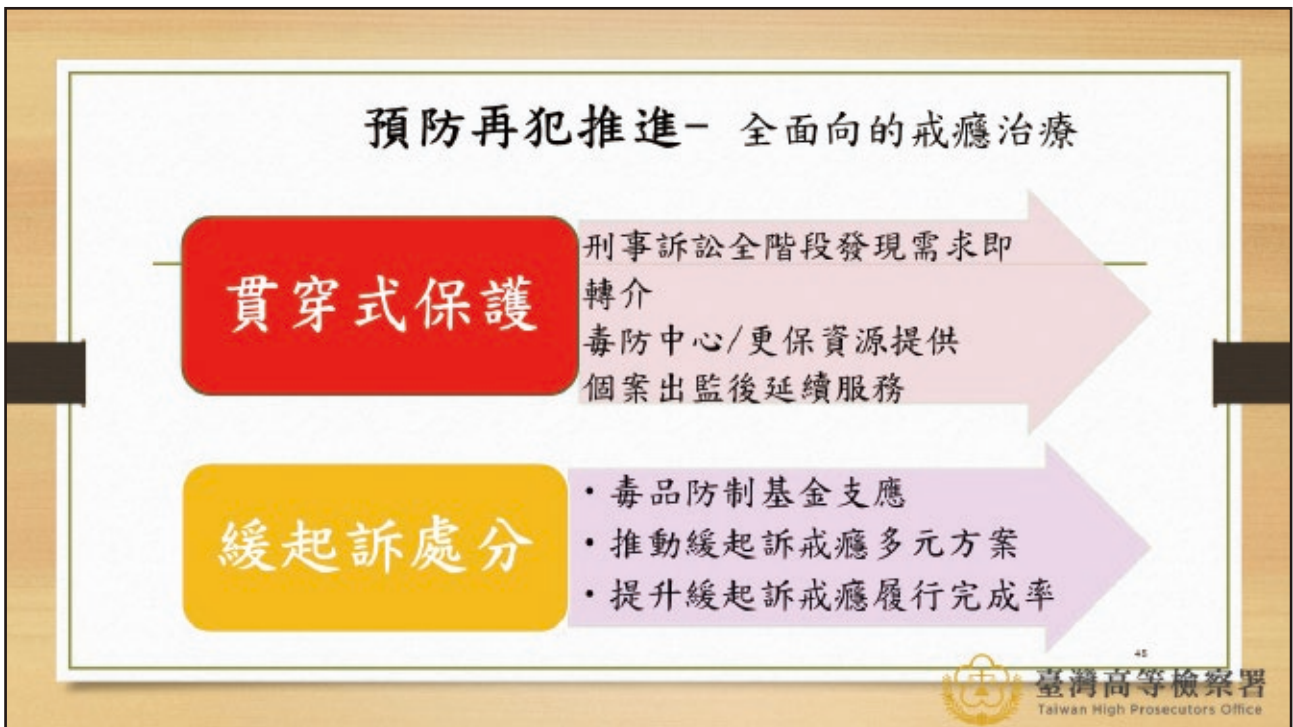 預防再犯推進- 全面向的戒癮治療
貫穿式保護
刑事訴訟全階段發現需求即
轉介
毒防中心/更保資源提供
個案出監後延續服務
緩起訴處分
・毒品防制基金支應
・推動緩起訴戒癮多元方案
・提升緩起訴戒癮履行完成率
臺灣高等檢察署
Taiwan High Prosecutors Office